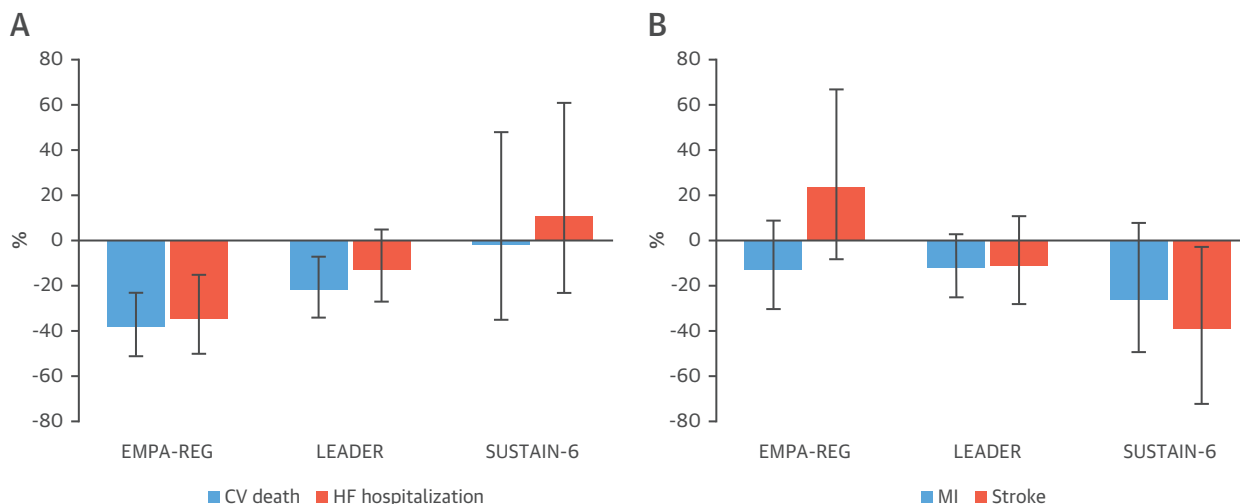 A
80
60
40
20
0
-20
-40
-60
-80
%
EMPA-REG
LEADER
SUSTAIN-6
CV death
HF hospitalization
B
80
60
40
20
0
-20
-40
-60
-80
%
EMPA-REG
LEADER
SUSTAIN-6
MI
Stroke